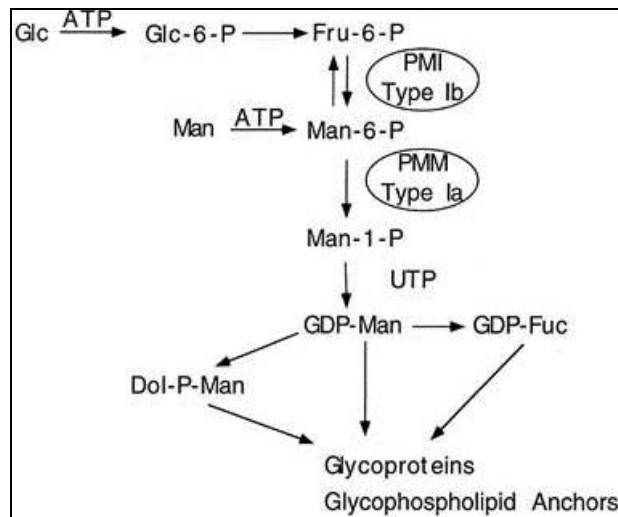 Glc ATP Glc-6-P Fru-6-P
PMI
Type Ib
Man ATP Man-6-P
PMM
Type Ia
Man-1-P
UTP
GDP-Man GDP-Fuc
Dol-P-Man
Glycoproteins
Glycophospholipid Anchors